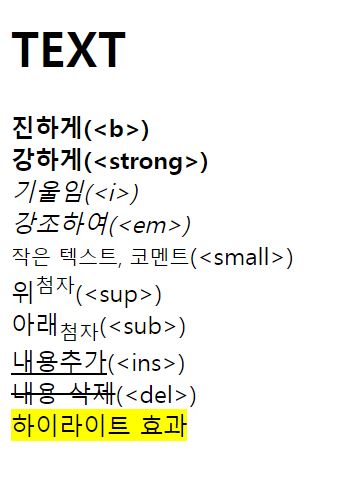 TEXT
진하게(<b>)
강하게(<strong>)
기울임(<i>)
강조하여(<em>)
작은 텍스트, 코멘트(<small>)
위첨자(<sup>)
아래첨자(<sub>)
내용추가(<ins>)
내용 삭제(<del>)
하이라이트 효과